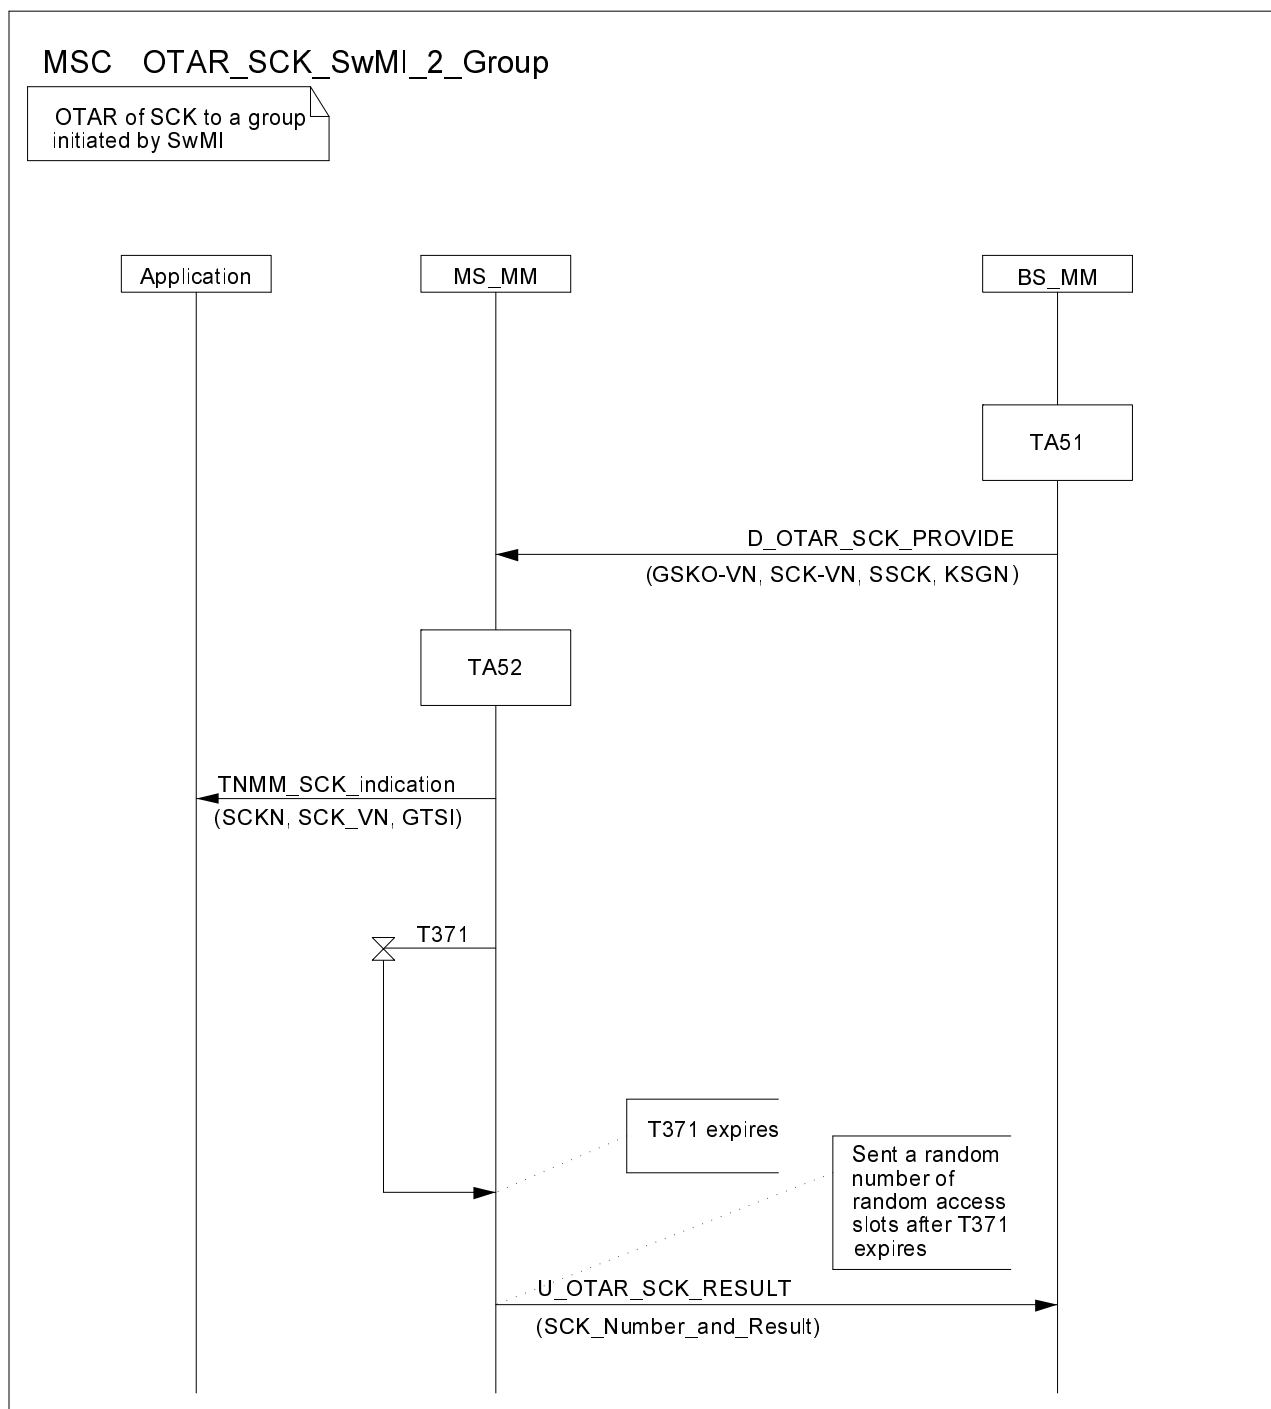 MSC OTAR_SCK_SwMI_2_Group
OTAR of SCK to a group
initiated by SwMI
Application
MS_MM
BS_MM
TA51
D_OTAR_SCK_PROVIDE
(GSKO-VN, SCK-VN, SSCK, KSGN)
TA52
TNMM_SCK_indication
(SCKN, SCK_VN, GTSI)
T371
T371 expires
Sent a random
number of
random access
slots after T371
expires
U_OTAR_SCK_RESULT
(SCK_Number_and_Result)